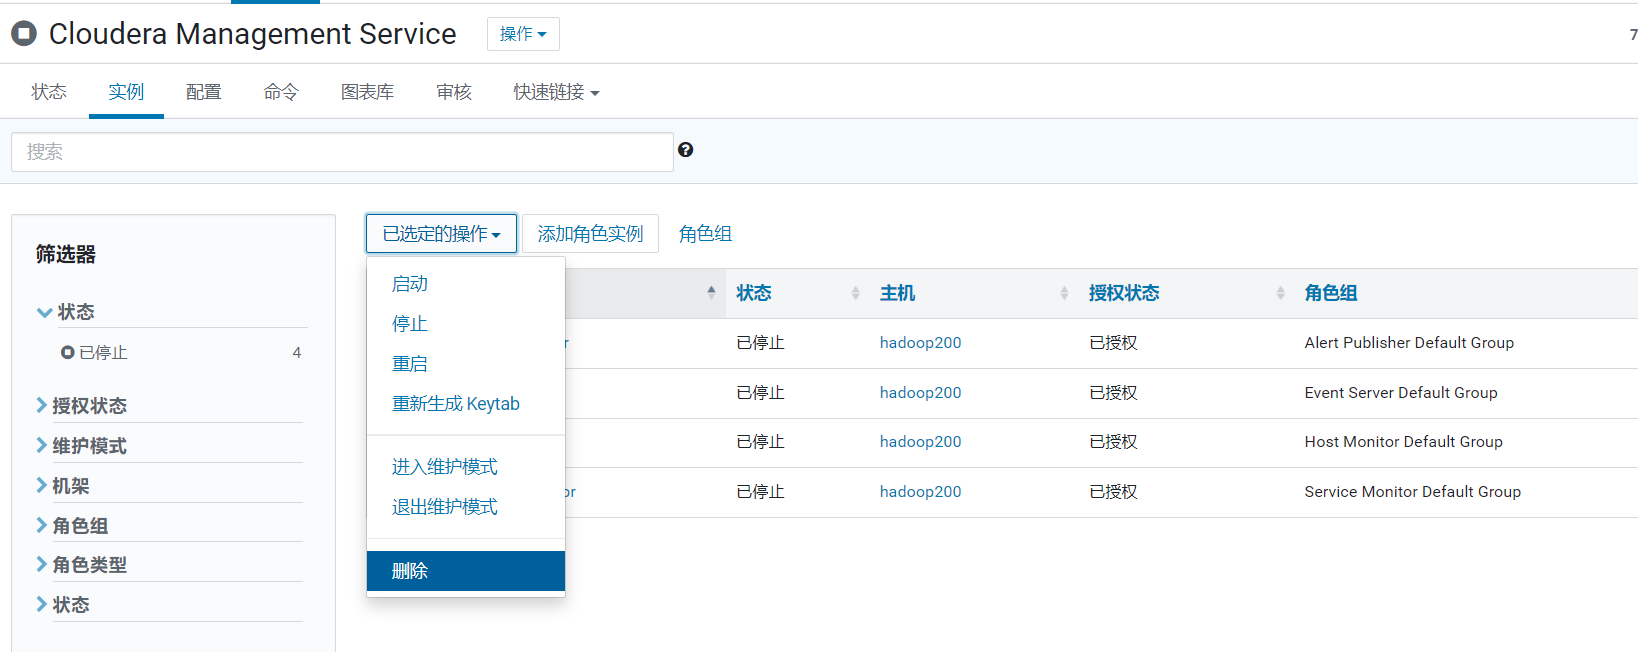 Cloudera Management Service 操作
7
状态 实例 配置 命令 图表库 审核 快速链接
搜索
筛选器
状态
已停止 4
授权状态
维护模式
机架
角色组
角色类型
状态
已选定的操作 添加角色实例 角色组
启动
停止
重启
重新生成 Keytab
进入维护模式
退出维护模式
删除
状态 主机 授权状态 角色组
r 已停止 hadoop200 已授权 Alert Publisher Default Group
已停止 hadoop200 已授权 Event Server Default Group
已停止 hadoop200 已授权 Host Monitor Default Group
or 已停止 hadoop200 已授权 Service Monitor Default Group